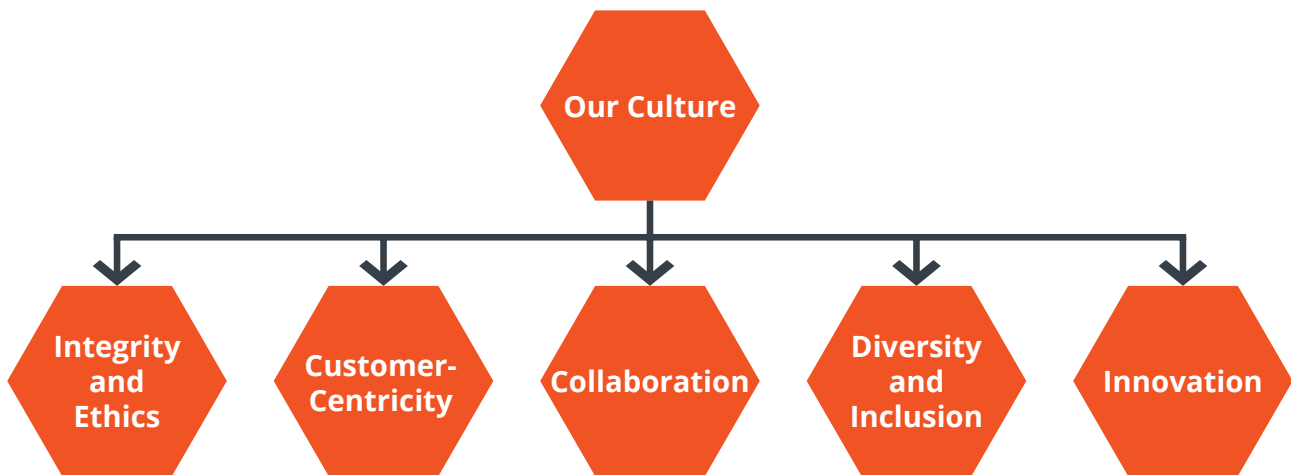 Our Culture
Integrity
and
Ethics
Customer-
Centricity
Collaboration
Diversity
and
Inclusion
Innovation